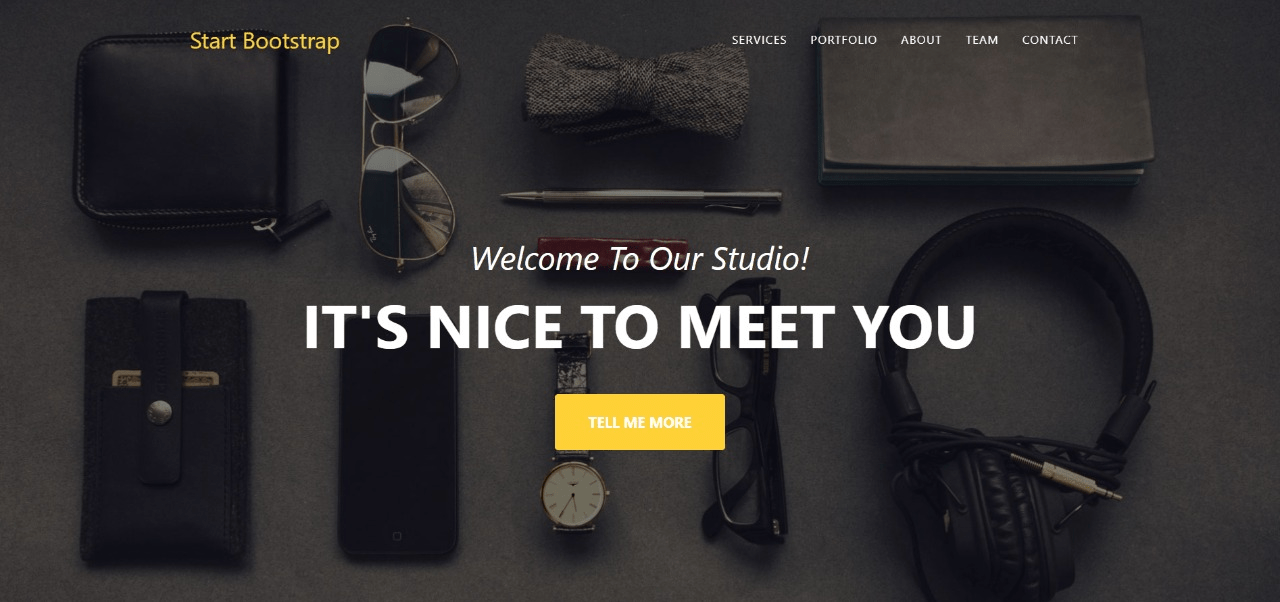 Start Bootstrap
SERVICES PORTFOLIO ABOUT TEAM CONTACT
Welcome To Our Studio!
IT'S NICE TO MEET YOU
TELL ME MORE